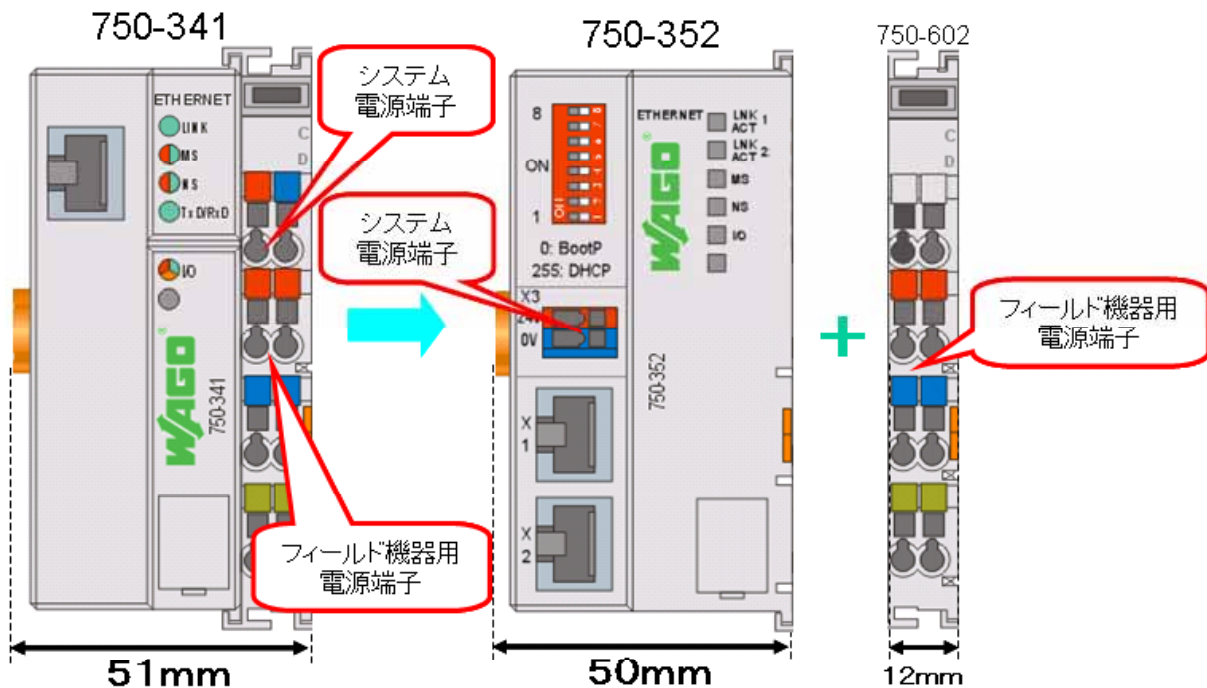 750-341
750-352
750-602
システム
電源端子
システム
電源端子
フィールド機器用
電源端子
フィールド機器用
電源端子
ETHERNET
LINK
MS
NS
TxD/RxD
I/O
WAGO
750-341
C
D
51mm
8
ON
1
0: BootP
255: DHCP
X3
24V
0V
X
1
X
2
ETHERNET
LNK
ACT 1
LNK
ACT 2
MS
NS
I/O
WAGO
750-352
50mm
+
C
D
12mm